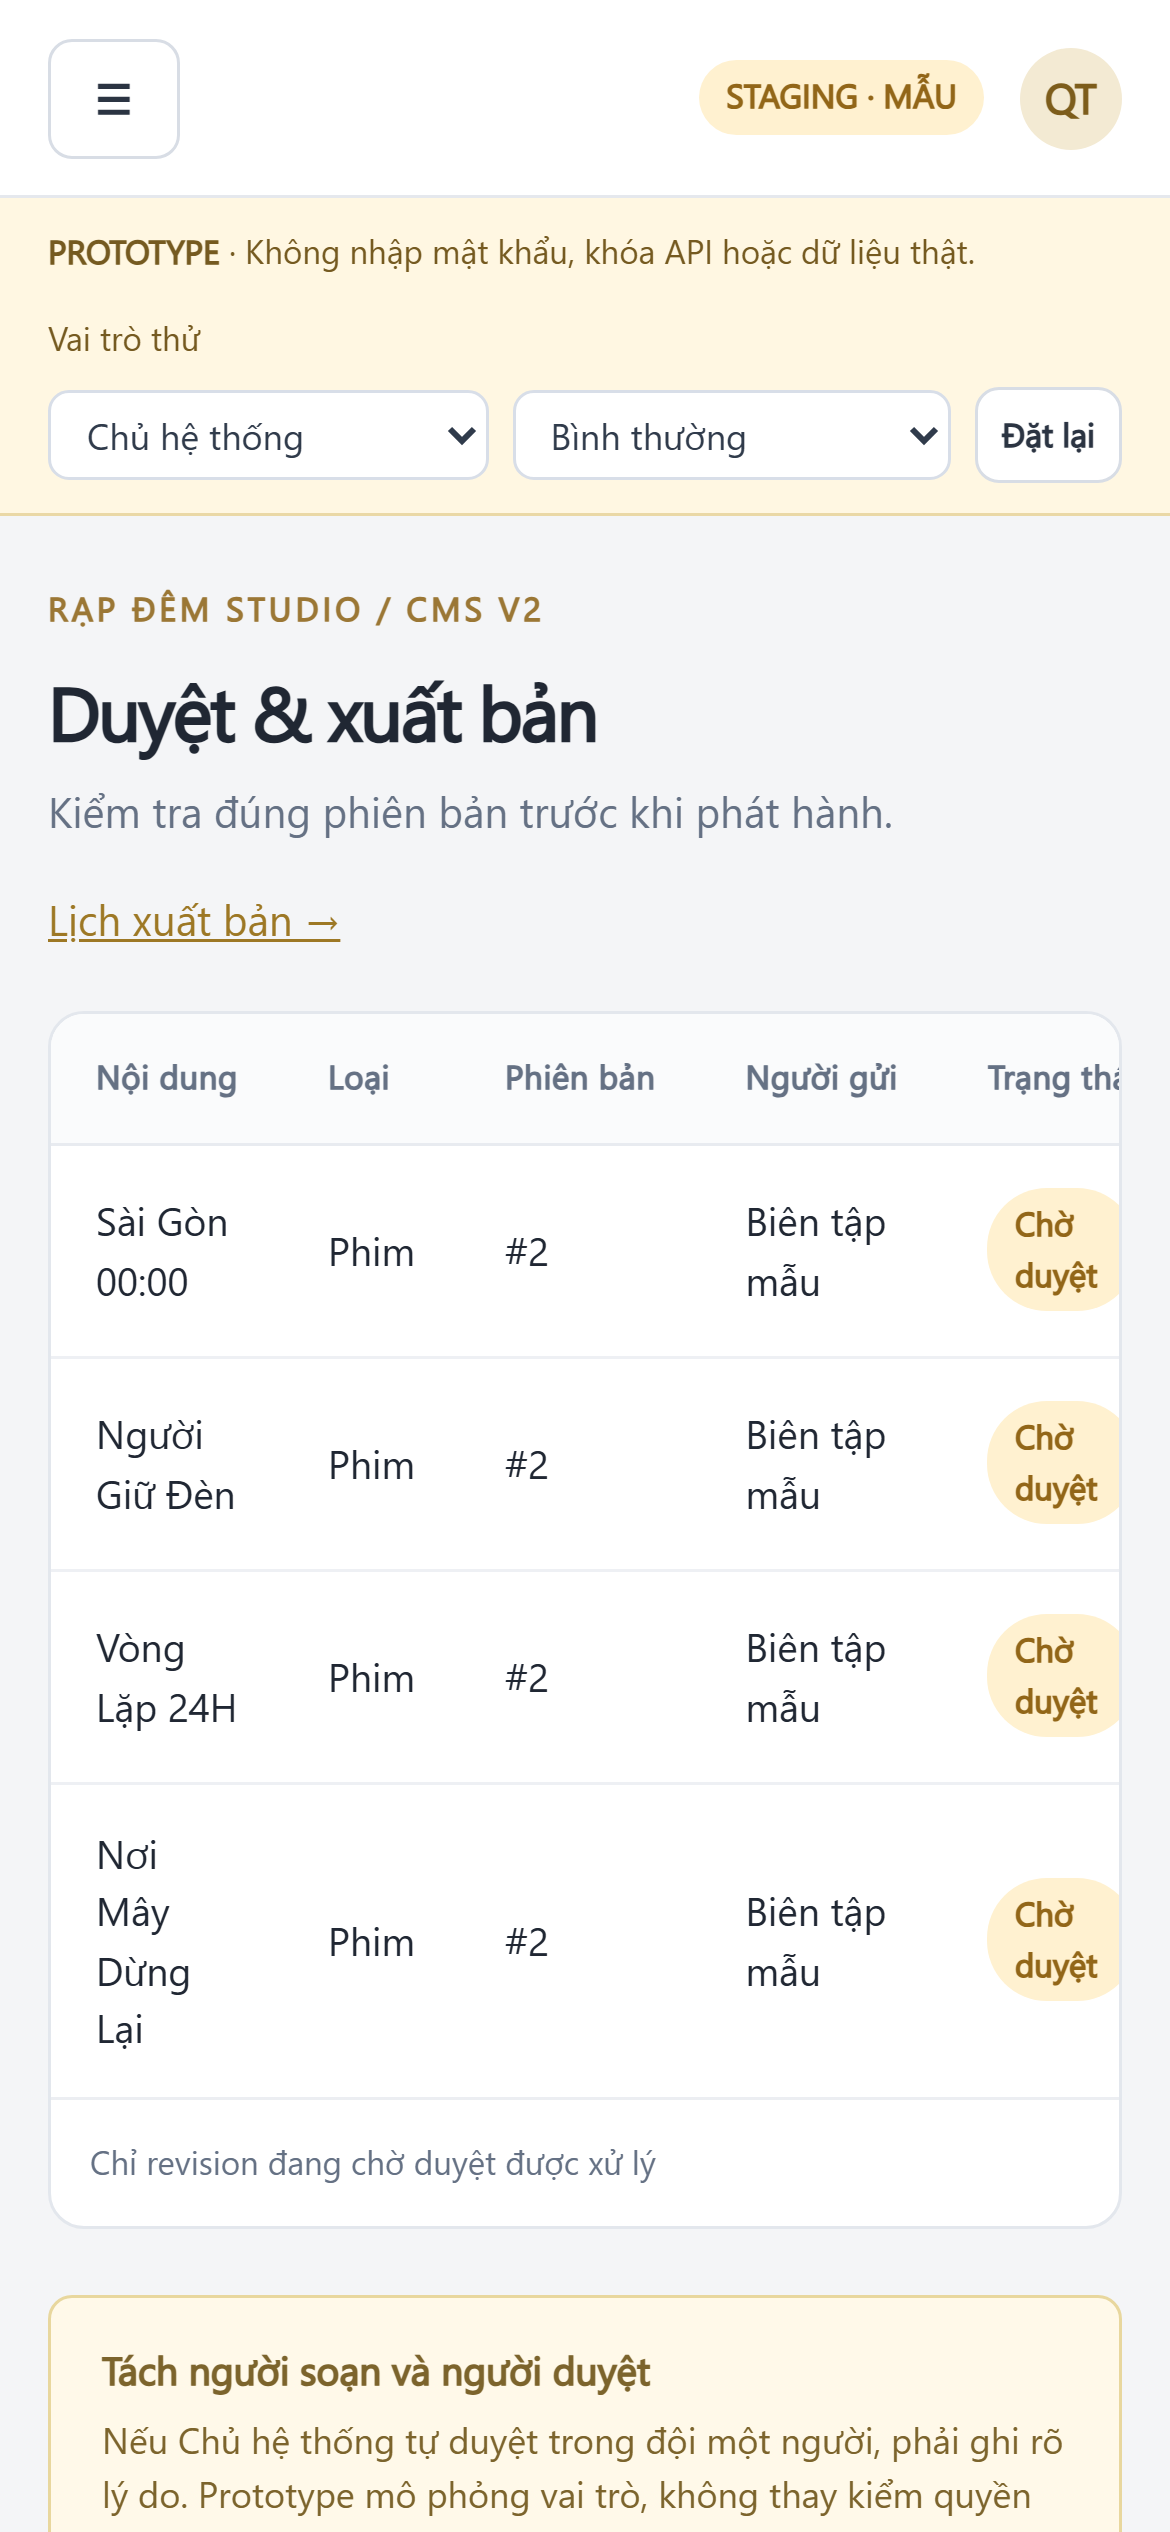 ☰
STAGING · MẪU
QT
PROTOTYPE · Không nhập mật khẩu, khóa API hoặc dữ liệu thật.
Vai trò thử
Chủ hệ thống
Bình thường
Đặt lại
RẠP ĐÊM STUDIO / CMS V2
Duyệt & xuất bản
Kiểm tra đúng phiên bản trước khi phát hành.
Lịch xuất bản →
Nội dung Loại Phiên bản Người gửi Trạng
Sài Gòn
00:00
Phim
#2
Biên tập
mẫu
Chờ
duyệt
Người
Giữ Đèn
Phim
#2
Biên tập
mẫu
Chờ
duyệt
Vòng
Lặp 24H
Phim
#2
Biên tập
mẫu
Chờ
duyệt
Nơi
Mây
Dừng
Lại
Phim
#2
Biên tập
mẫu
Chờ
duyệt
Chỉ revision đang chờ duyệt được xử lý
Tách người soạn và người duyệt
Nếu Chủ hệ thống tự duyệt trong đội một người, phải ghi rõ
lý do. Prototype mô phỏng vai trò, không thay kiểm quyền